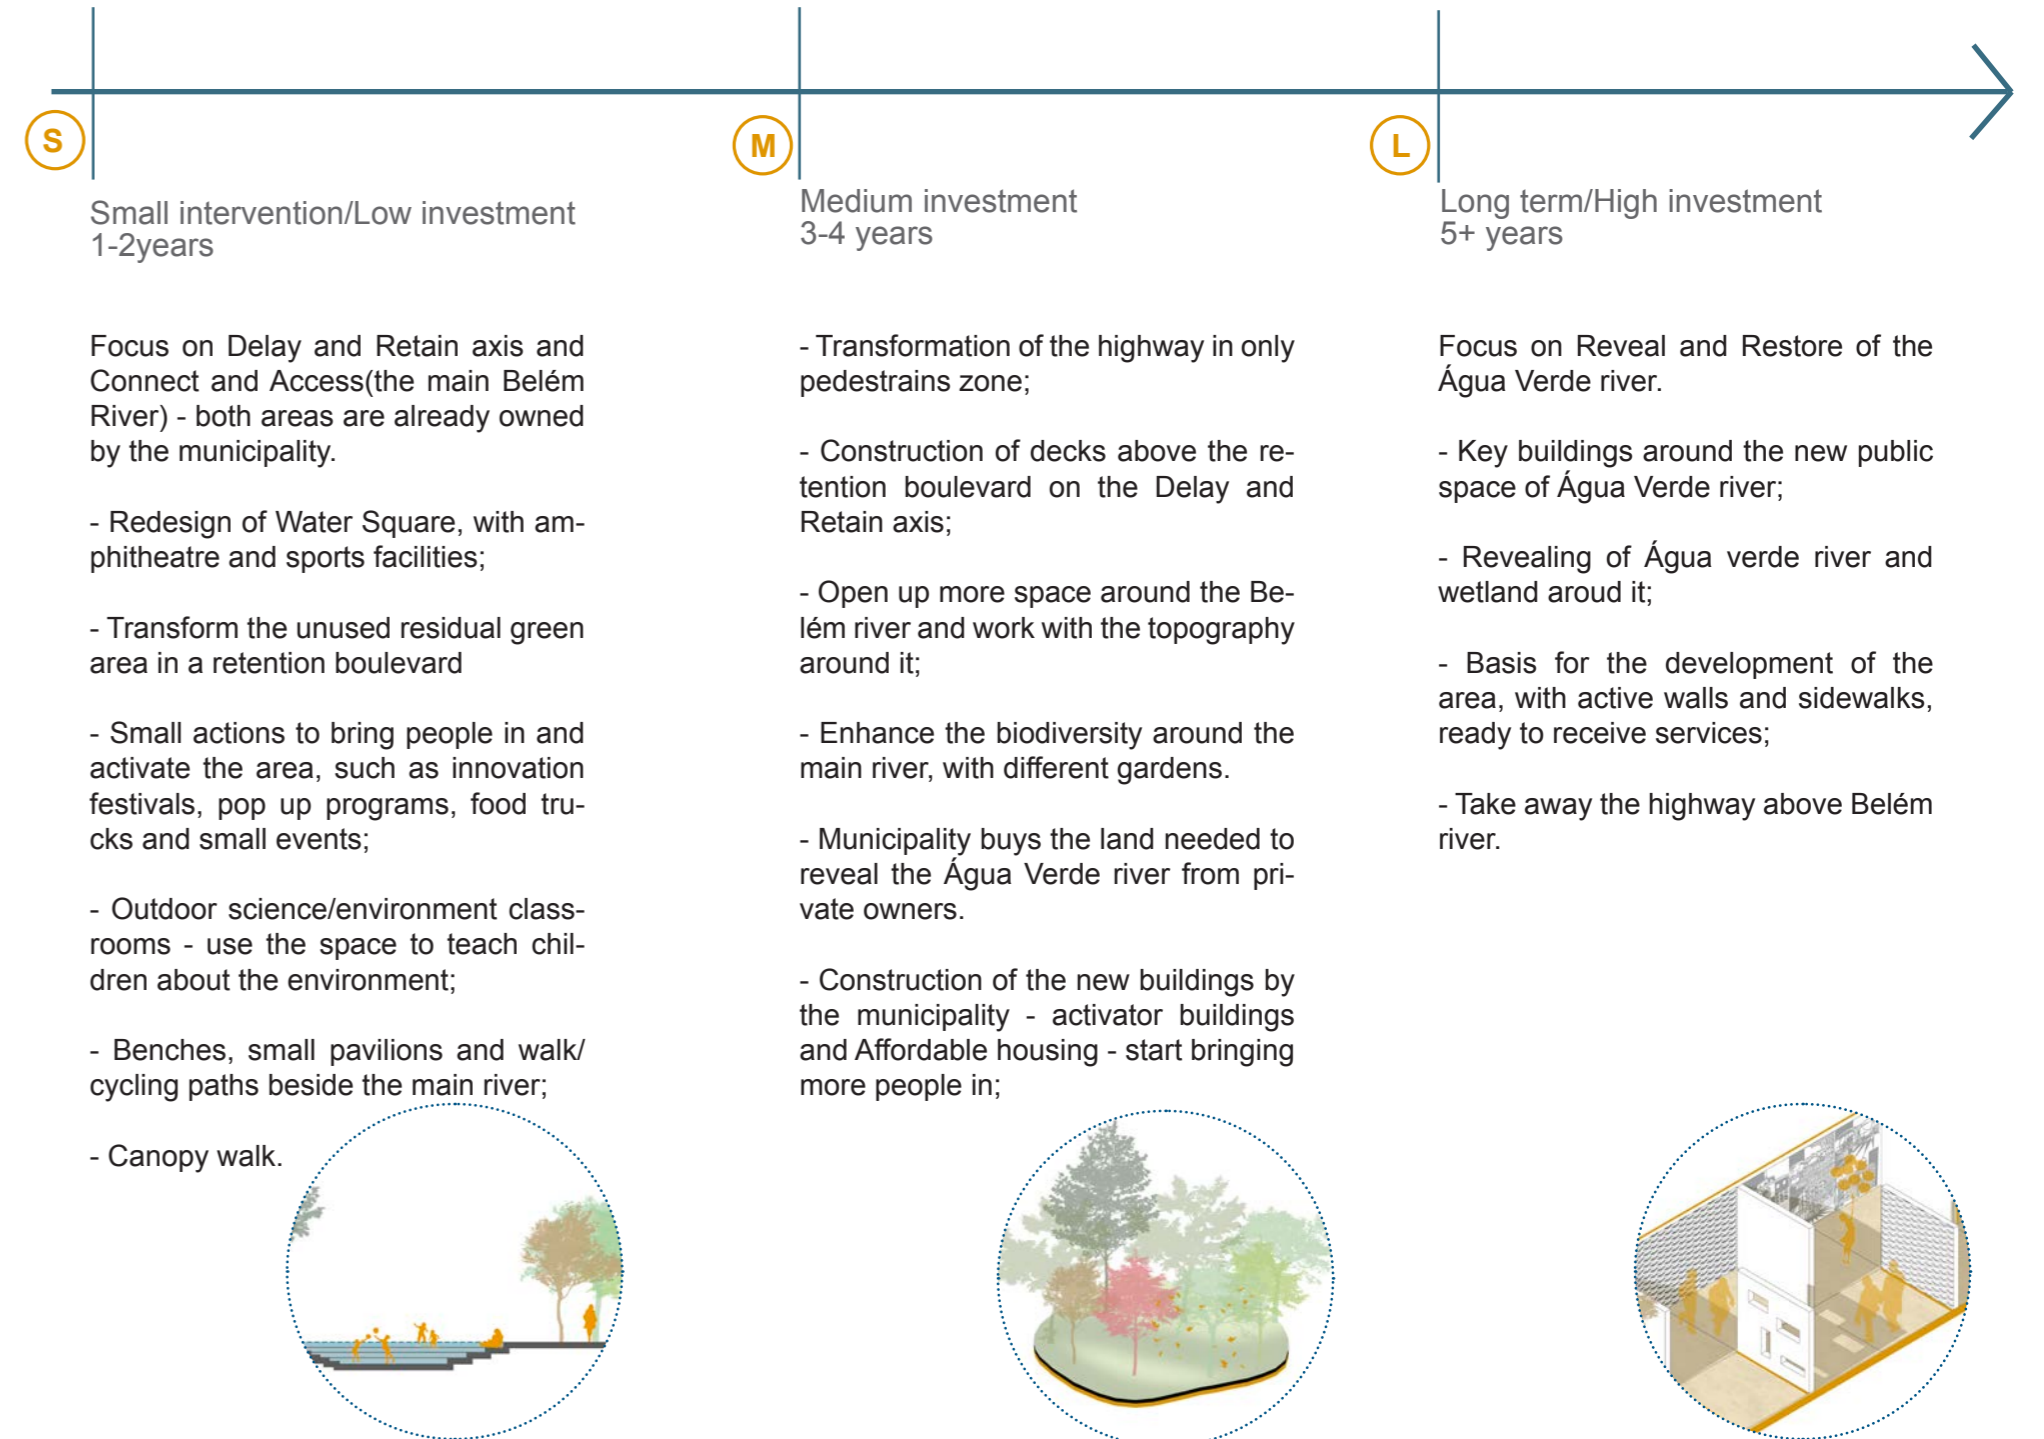 S
Small intervention/Low investment
1-2years
Focus on Delay and Retain axis and
Connect and Access(the main Belém
River) - both areas are already owned
by the municipality.
- Redesign of Water Square, with am-
phitheatre and sports facilities;
- Transform the unused residual green
area in a retention boulevard
- Small actions to bring people in and
activate the area, such as innovation
festivals, pop up programs, food tru-
cks and small events;
- Outdoor science/environment class-
rooms - use the space to teach chil-
dren about the environment;
- Benches, small pavilions and walk/
cycling paths beside the main river;
- Canopy walk.
M
Medium investment
3-4 years
- Transformation of the highway in only
pedestrains zone;
- Construction of decks above the re-
tention boulevard on the Delay and
Retain axis;
- Open up more space around the Be-
lém river and work with the topography
around it;
- Enhance the biodiversity around the
main river, with different gardens.
- Municipality buys the land needed to
reveal the Água Verde river from pri-
vate owners.
- Construction of the new buildings by
the municipality - activator buildings
and Affordable housing - start bringing
more people in;
L
Long term/High investment
5+ years
Focus on Reveal and Restore of the
Água Verde river.
- Key buildings around the new public
space of Água Verde river;
- Revealing of Água verde river and
wetland aroud it;
- Basis for the development of the
area, with active walls and sidewalks,
ready to receive services;
- Take away the highway above Belém
river.